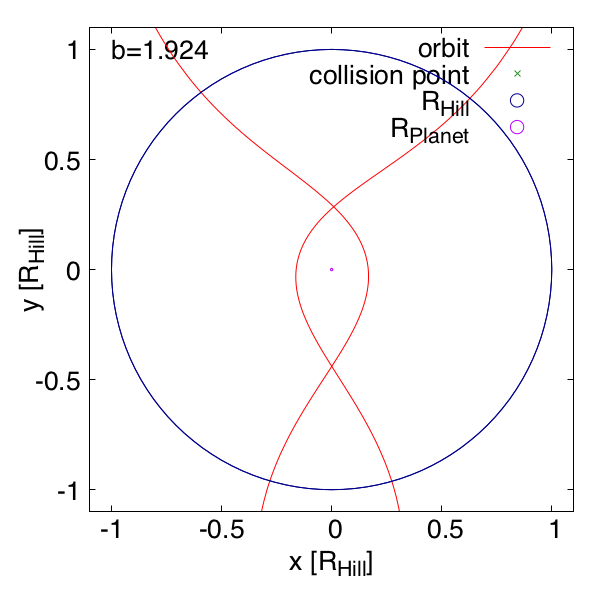 b=1.924
orbit
collision point
R_Hill
R_Planet
1
0.5
0
-0.5
-1
y [R_Hill]
-1 -0.5 0 0.5 1
x [R_Hill]